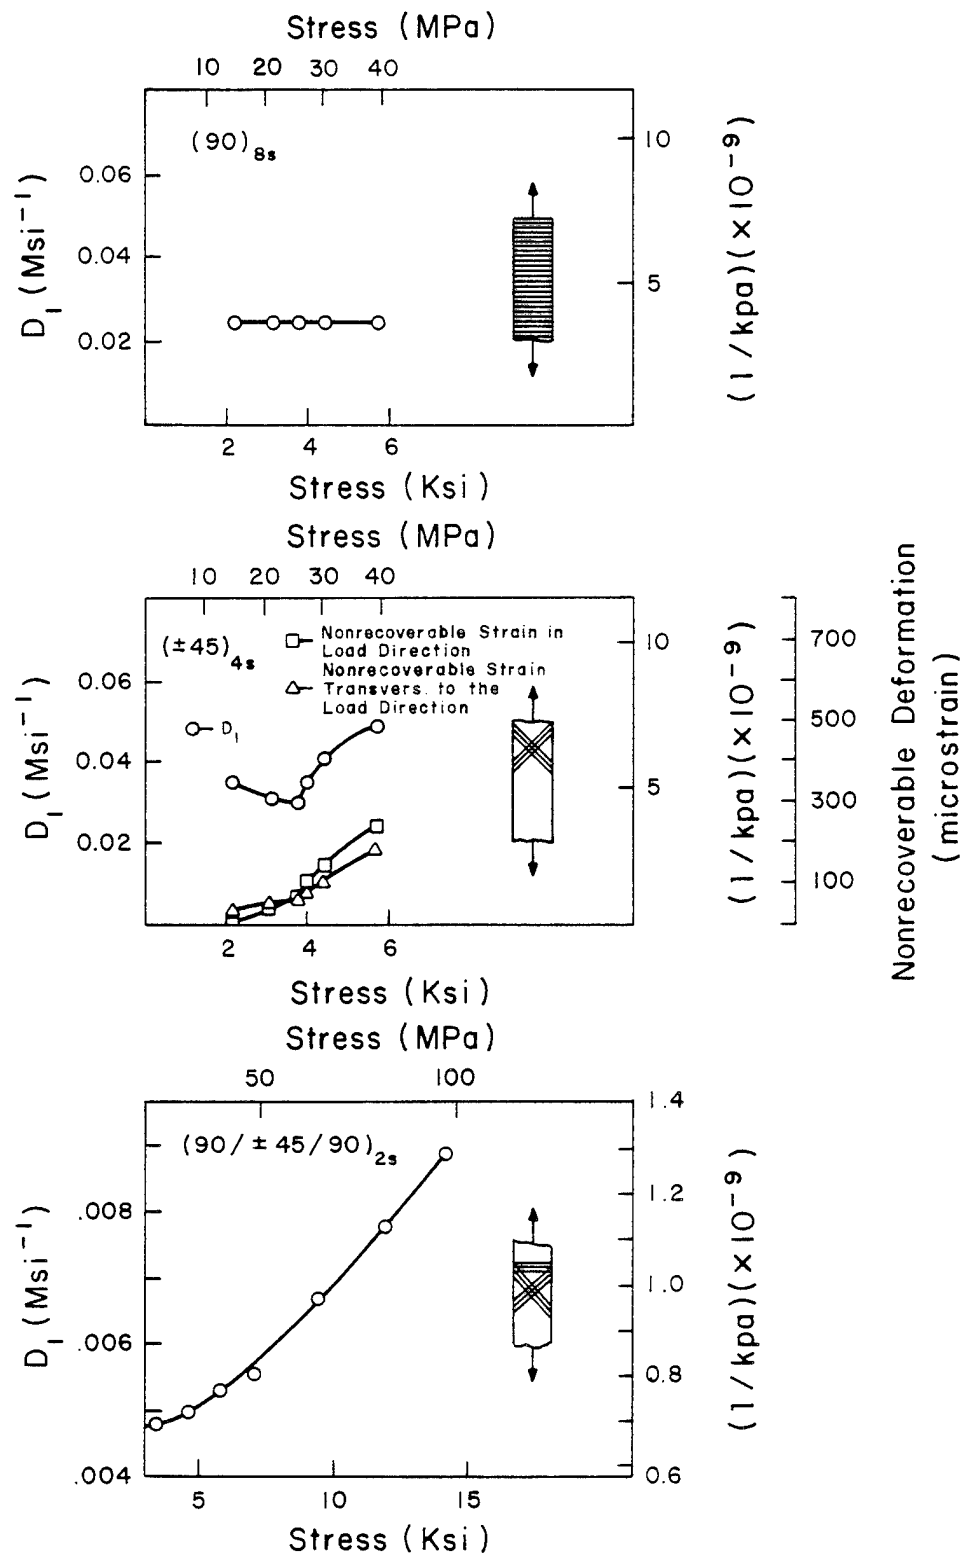 Stress (MPa)
10 20 30 40
(90)8s
D1 (Msi−1)
0.06
0.04
0.02
10
5
(1/kpa)(×10−9)
2 4 6
Stress (Ksi)
Stress (MPa)
10 20 30 40
(±45)4s
Nonrecoverable Strain in
Load Direction
Nonrecoverable Strain
Transvers. to the
Load Direction
D1
D1 (Msi−1)
0.06
0.04
0.02
10
5
(1/kpa)(×10−9)
700
500
300
100
Nonrecoverable Deformation
(microstrain)
2 4 6
Stress (Ksi)
Stress (MPa)
50 100
(90/±45/90)2s
D1 (Msi−1)
.008
.006
.004
1.4
1.2
1.0
0.8
0.6
(1/kpa)(×10−9)
5 10 15
Stress (Ksi)